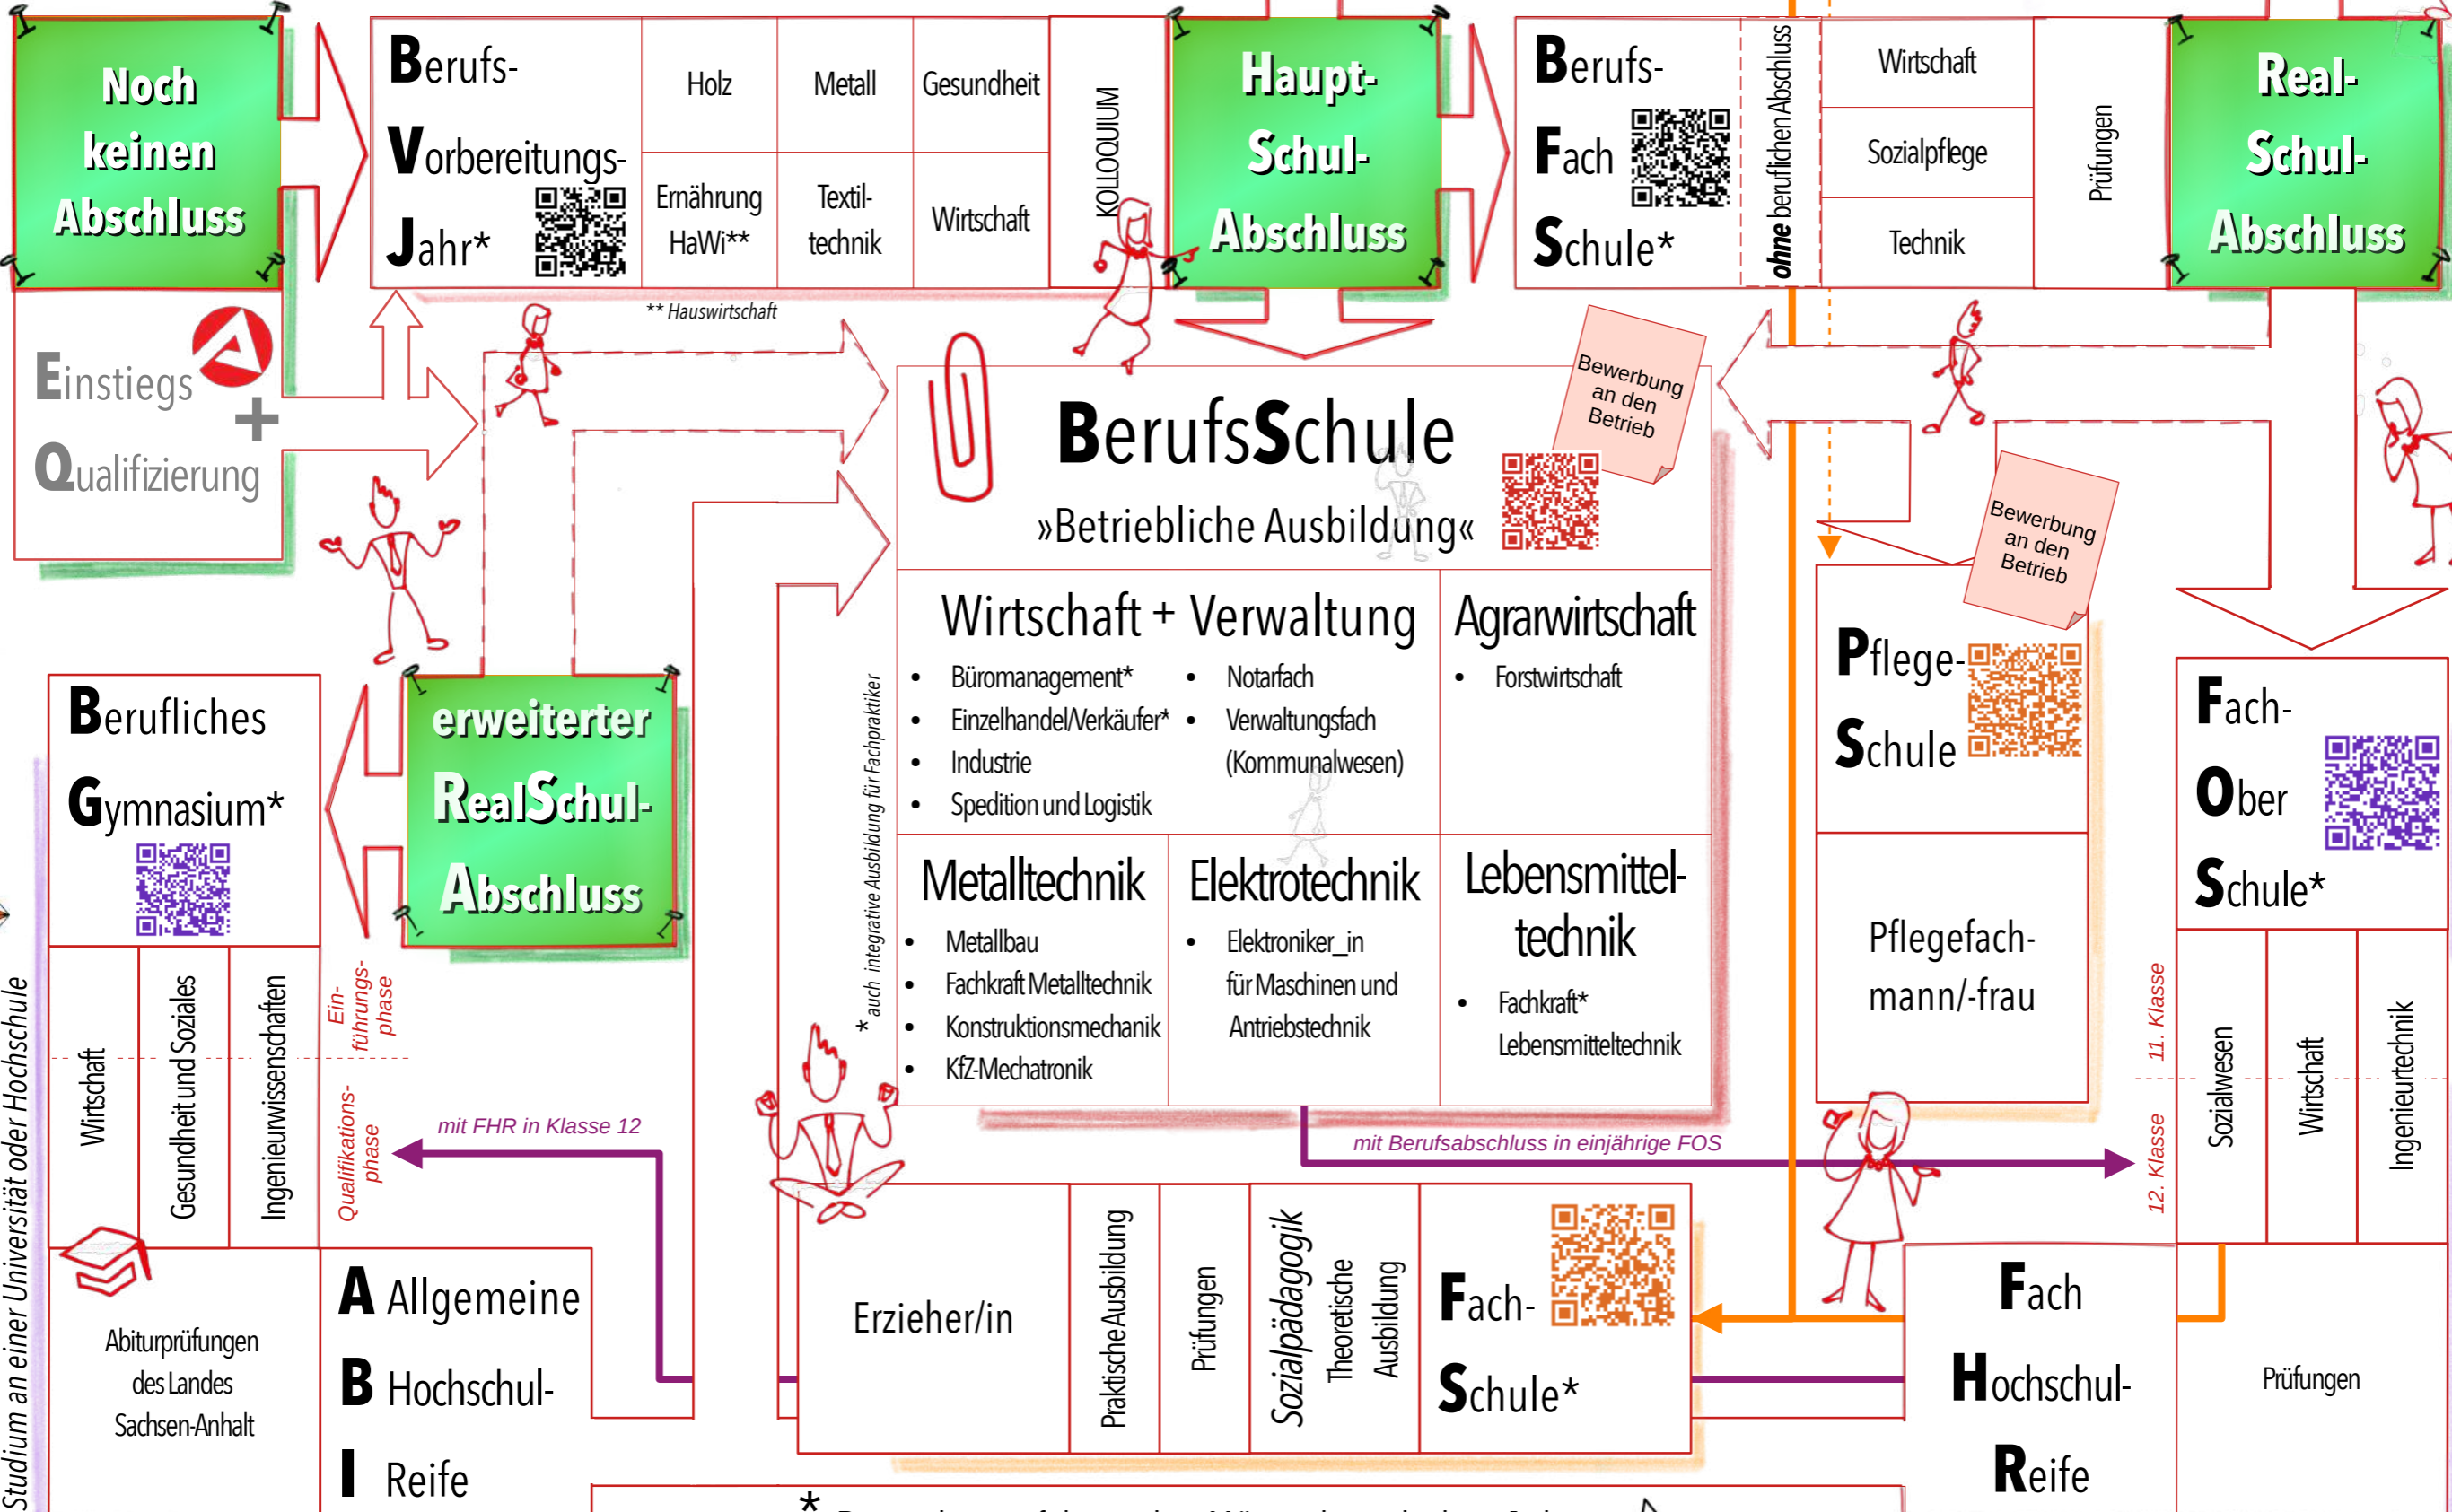 Noch
keinen
Abschluss
Berufs-
Vorbereitungs-
Jahr*
Holz
Metall
Gesundheit
Ernährung
HaWi**
Textil-
technik
Wirtschaft
KOLLOQUIUM
** Hauswirtschaft
Haupt-
Schul-
Abschluss
Berufs-
Fach
Schule*
ohne beruflichen Abschluss
Wirtschaft
Sozialpflege
Technik
Prüfungen
Real-
Schul-
Abschluss
Einstiegs
+
Qualifizierung
BerufsSchule
»Betriebliche Ausbildung«
Bewerbung
an den
Betrieb
Wirtschaft + Verwaltung
• Büromanagement*
• Einzelhandel/Verkäufer*
• Industrie
• Spedition und Logistik
• Notarfach
• Verwaltungsfach
(Kommunalwesen)
Agrarwirtschaft
• Forstwirtschaft
Metalltechnik
• Metallbau
• Fachkraft Metalltechnik
• Konstruktionsmechanik
• KfZ-Mechatronik
Elektrotechnik
• Elektroniker_in
für Maschinen und
Antriebstechnik
Lebensmittel-
technik
• Fachkraft*
Lebensmitteltechnik
* auch integrative Ausbildung für Fachpraktiker
Bewerbung
an den
Betrieb
Pflege-
Schule
Pflegefach-
mann/-frau
Fach-
Ober
Schule*
11. Klasse
12. Klasse
Sozialwesen
Wirtschaft
Ingenieurtechnik
Berufliches
Gymnasium*
erweiterter
RealSchul-
Abschluss
Wirtschaft
Gesundheit und Soziales
Ingenieurwissenschaften
Ein-
führungs-
phase
Qualifikations-
phase
mit FHR in Klasse 12
mit Berufsabschluss in einjährige FOS
Studium an einer Universität oder Hochschule
Abiturprüfungen
des Landes
Sachsen-Anhalt
A Allgemeine
B Hochschul-
I Reife
Erzieher/in
Praktische Ausbildung
Prüfungen
Sozialpädagogik
Theoretische
Ausbildung
Fach-
Schule*
Fach
Hochschul-
Reife
Prüfungen
*